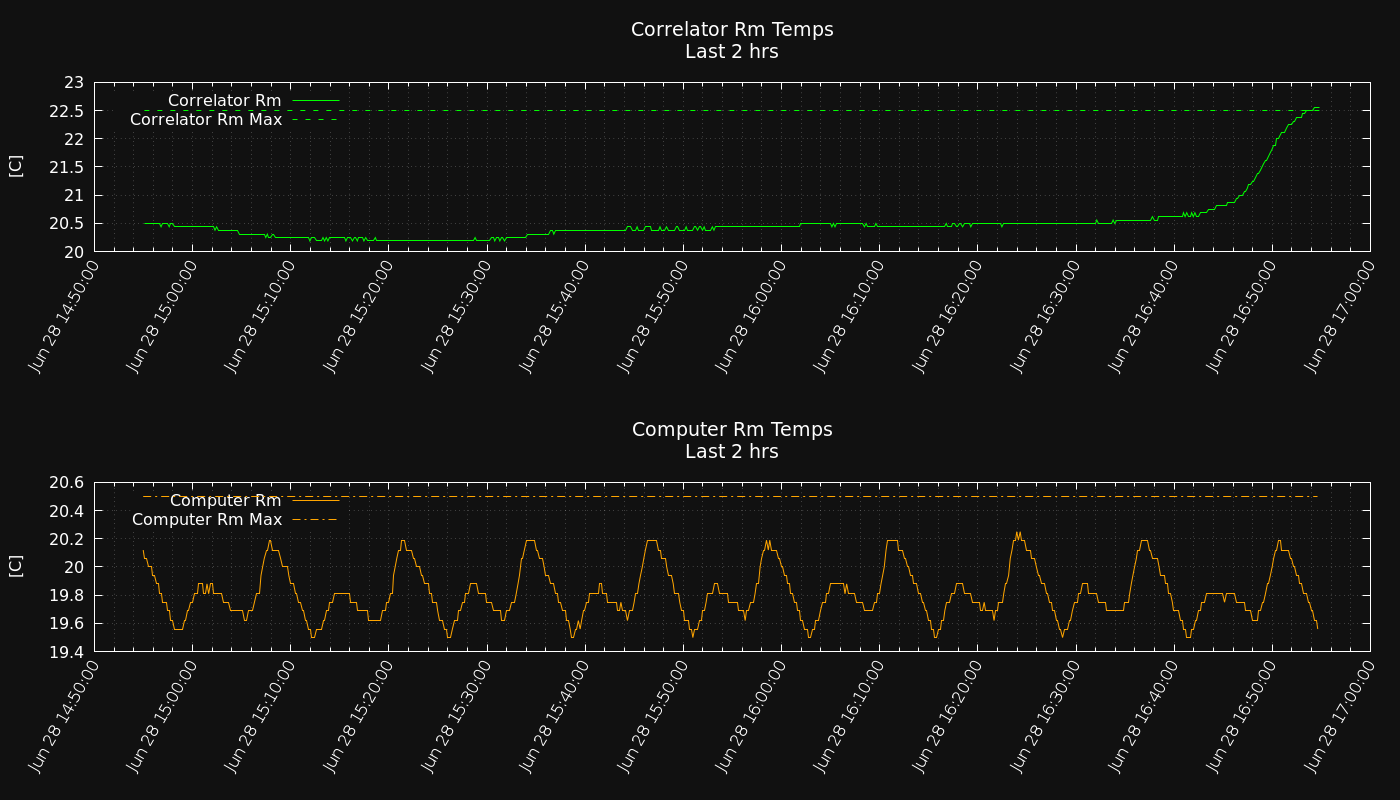 Correlator Rm Temps
Last 2 hrs
[C]
23
22.5
22
21.5
21
20.5
20
Correlator Rm
Correlator Rm Max
Jun 28 14:50:00
Jun 28 15:00:00
Jun 28 15:10:00
Jun 28 15:20:00
Jun 28 15:30:00
Jun 28 15:40:00
Jun 28 15:50:00
Jun 28 16:00:00
Jun 28 16:10:00
Jun 28 16:20:00
Jun 28 16:30:00
Jun 28 16:40:00
Jun 28 16:50:00
Jun 28 17:00:00
Computer Rm Temps
Last 2 hrs
[C]
20.6
20.4
20.2
20
19.8
19.6
19.4
Computer Rm
Computer Rm Max
Jun 28 14:50:00
Jun 28 15:00:00
Jun 28 15:10:00
Jun 28 15:20:00
Jun 28 15:30:00
Jun 28 15:40:00
Jun 28 15:50:00
Jun 28 16:00:00
Jun 28 16:10:00
Jun 28 16:20:00
Jun 28 16:30:00
Jun 28 16:40:00
Jun 28 16:50:00
Jun 28 17:00:00